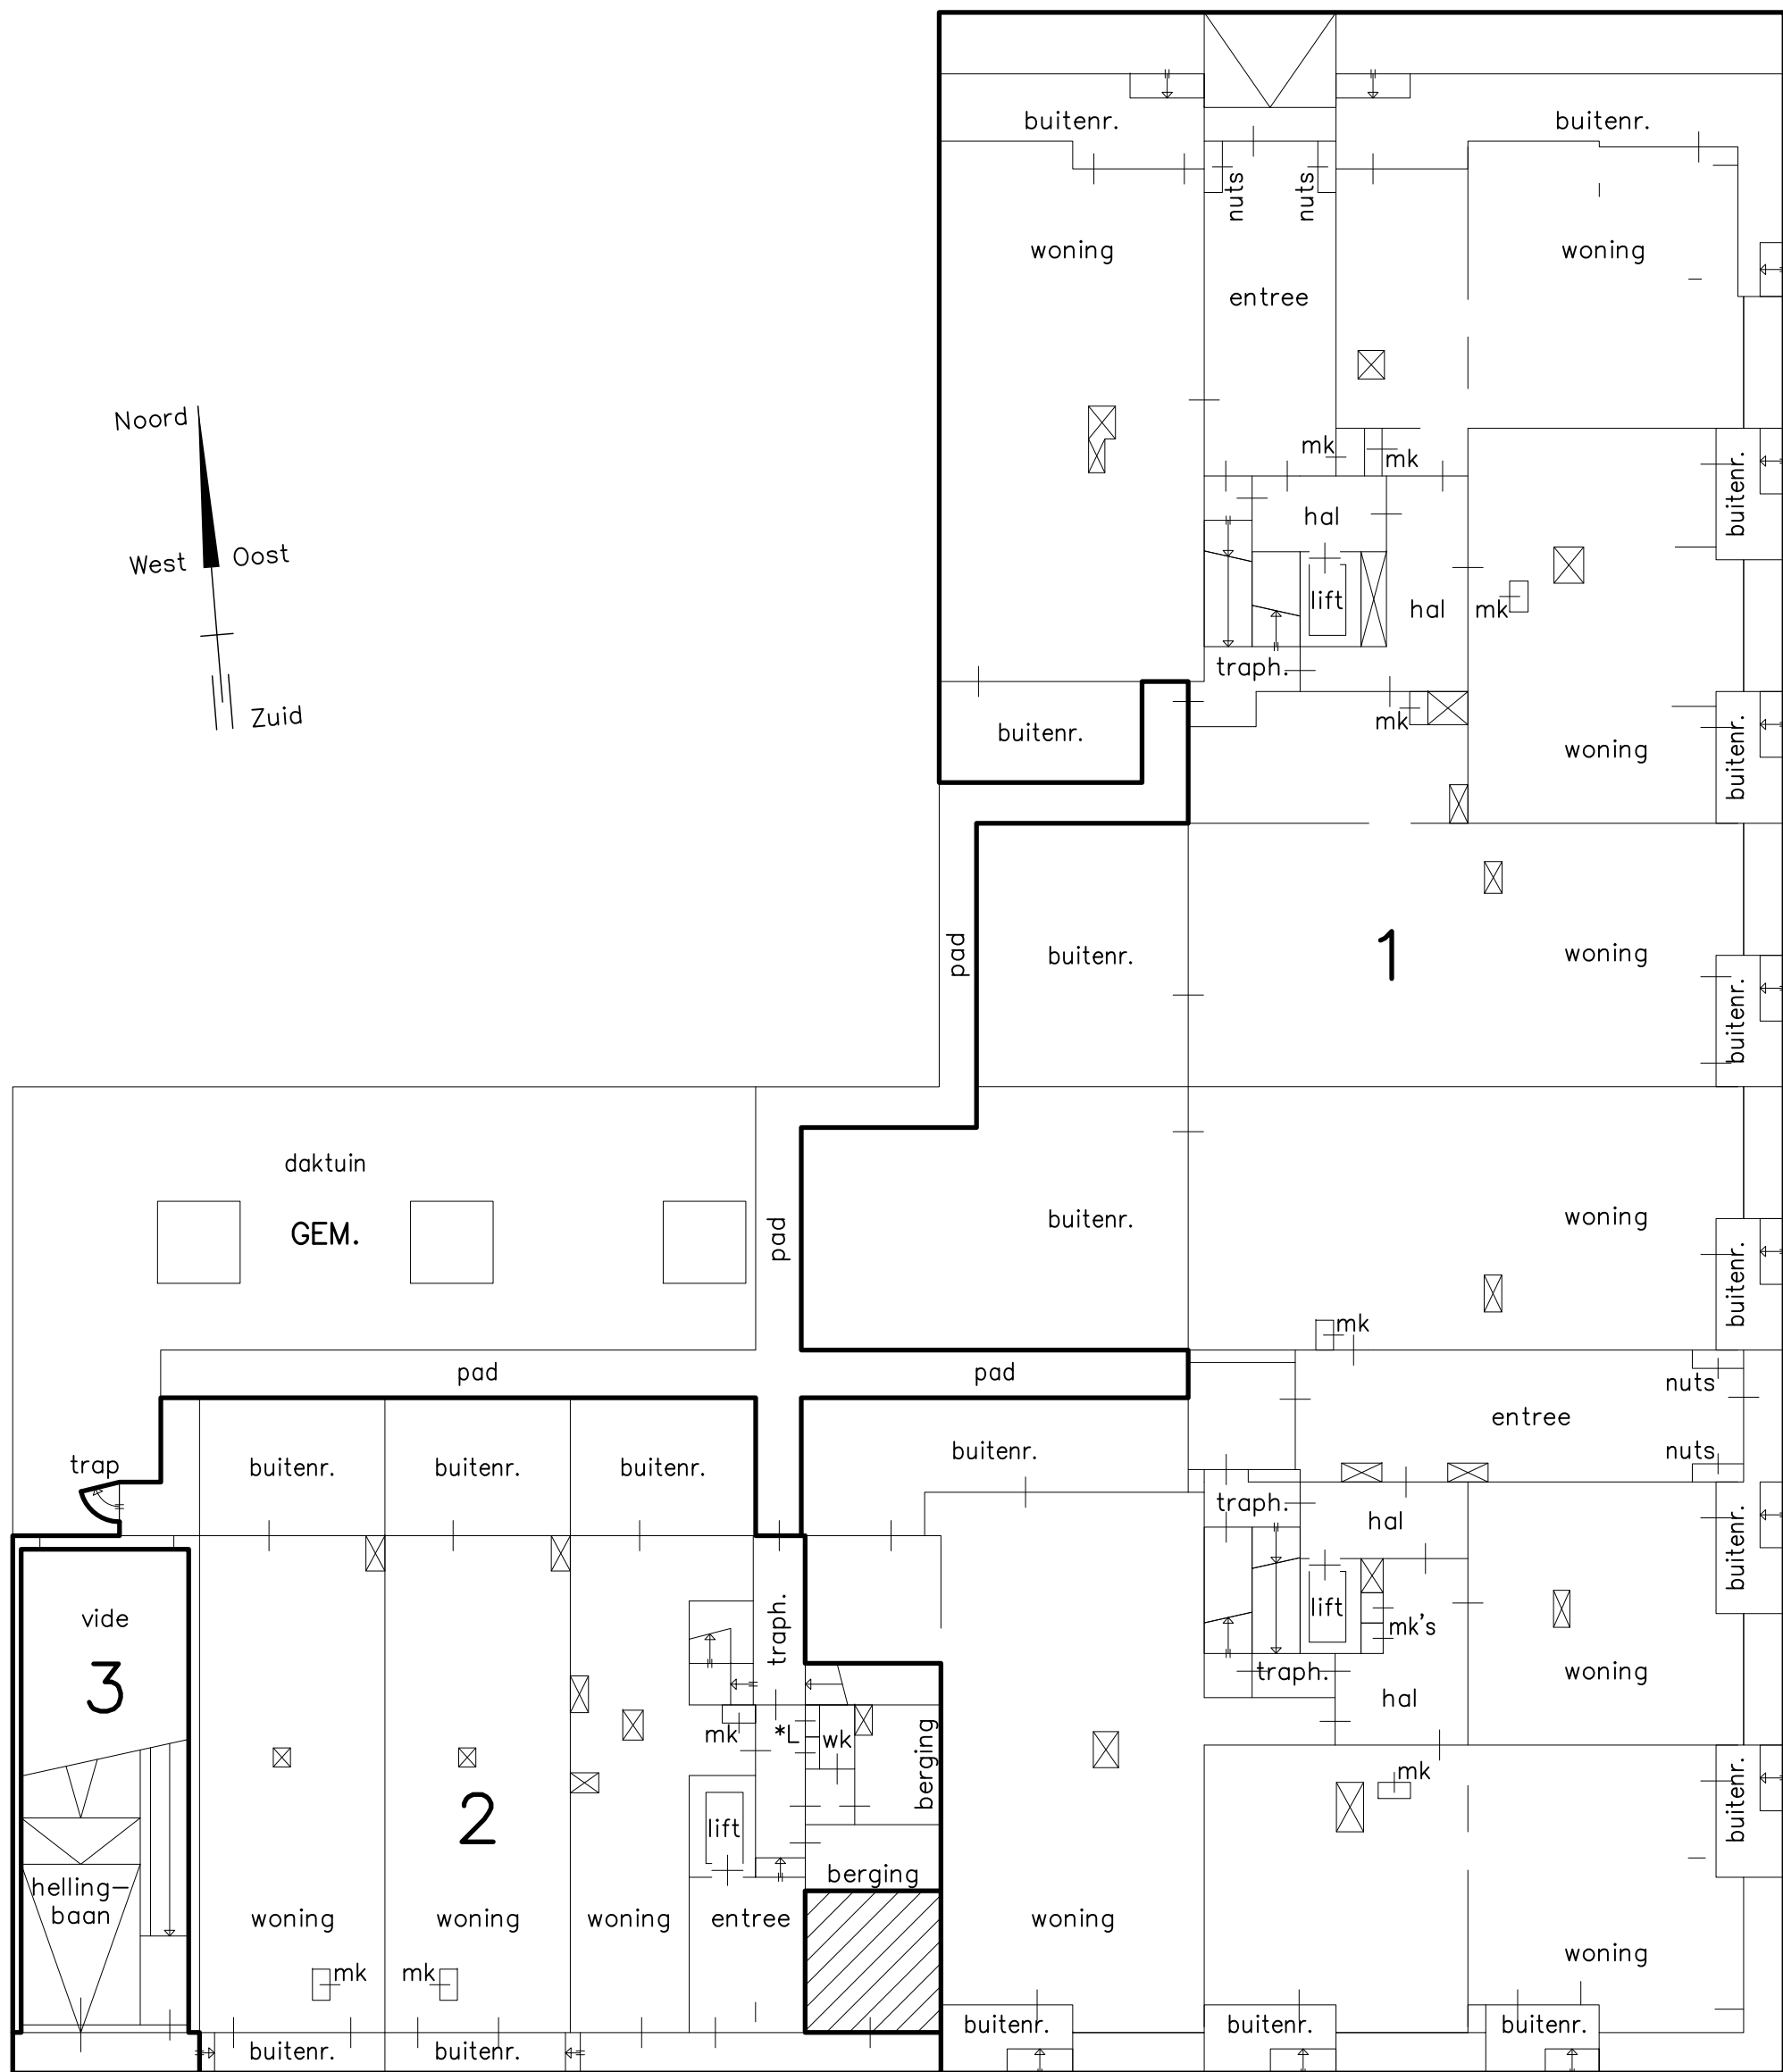 buitenr.
buitenr.
nuts
nuts
woning
woning
entree
Noord
mk
mk
buitenr.
hal
West
Oost
lift
hal
mk
traph.
Zuid
mk
buitenr.
woning
buitenr.
pad
buitenr.
1
woning
buitenr.
daktuin
GEM.
pad
buitenr.
woning
buitenr.
mk
pad
pad
nuts
entree
buitenr.
nuts
trap
buitenr.
buitenr.
buitenr.
traph.
hal
buitenr.
vide
lift
mk's
traph.
3
traph.
woning
hal
mk
*L
wk
berging
mk
buitenr.
2
lift
berging
helling-
baan
woning
woning
woning
entree
woning
woning
mk
mk
buitenr.
buitenr.
buitenr.
buitenr.
buitenr.